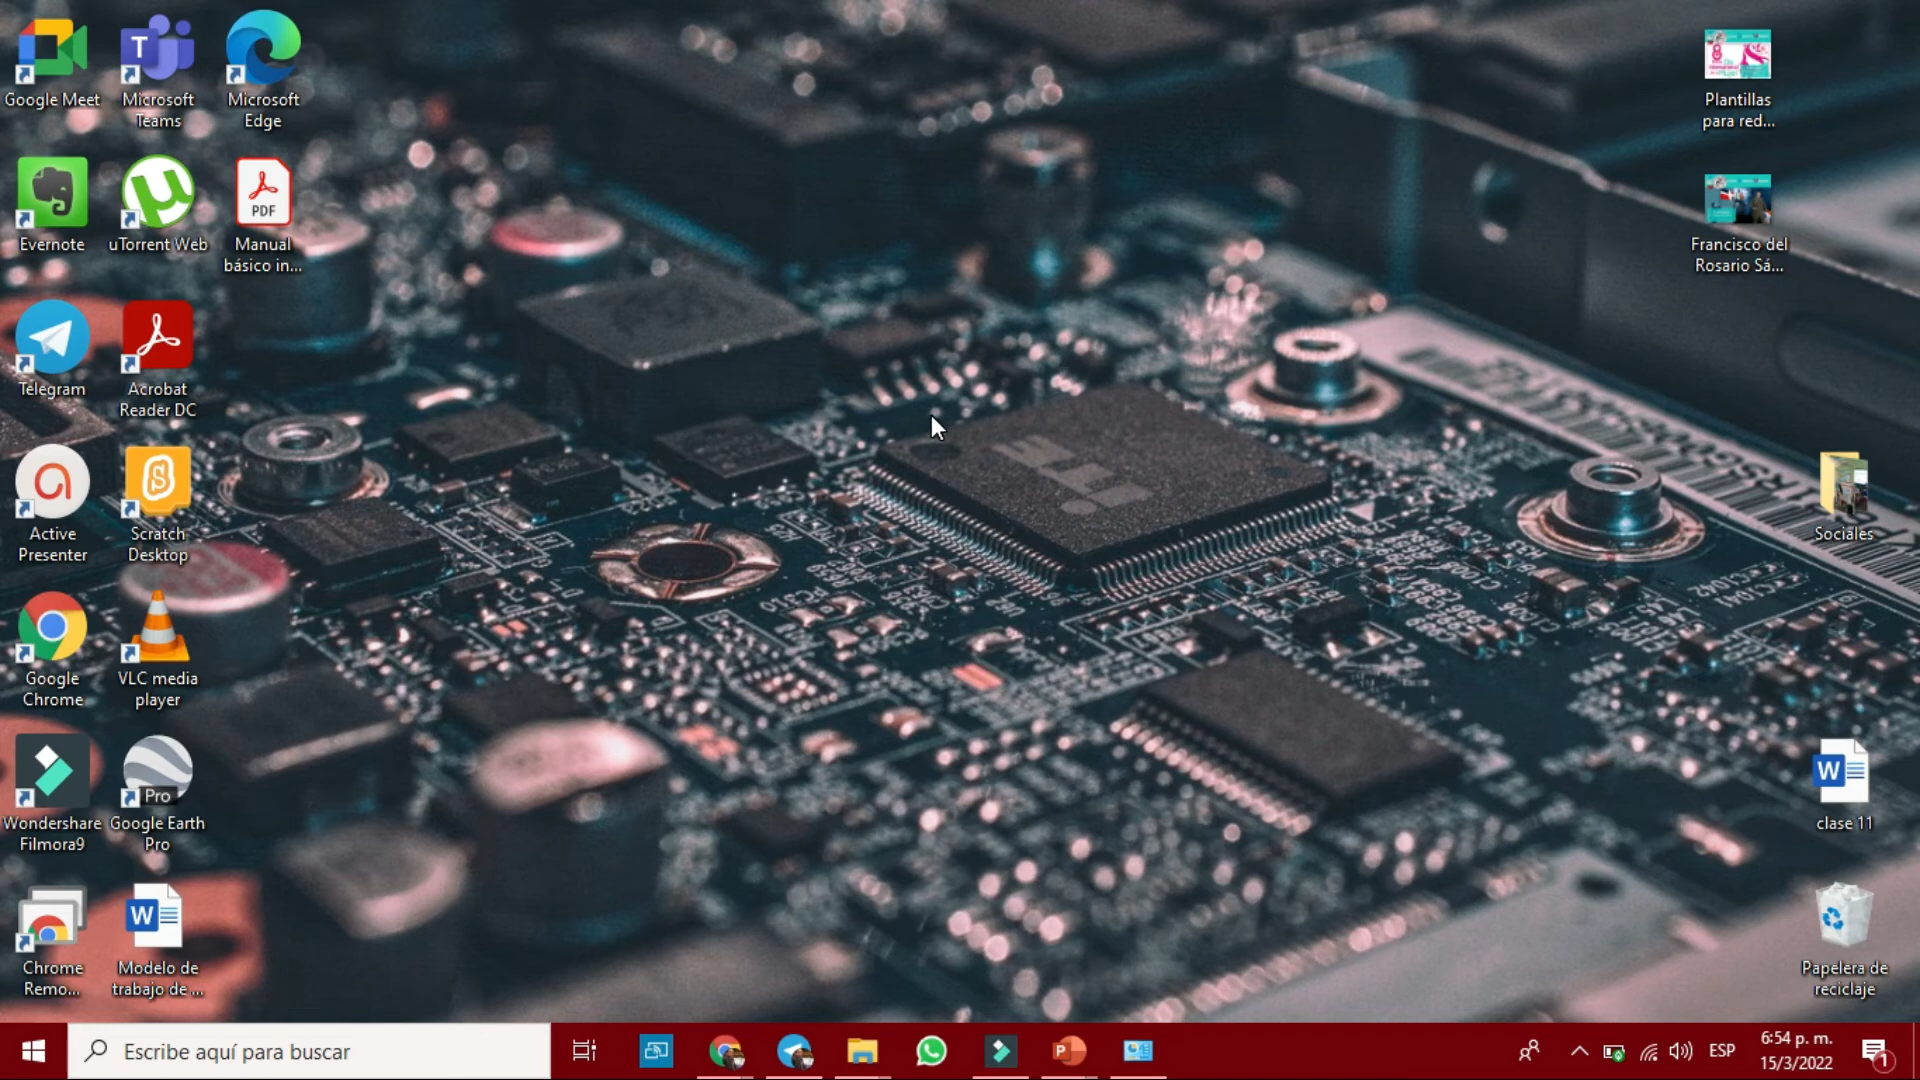 Google Meet
Microsoft
Teams
Microsoft
Edge
Plantillas
para red...
Evernote
uTorrent Web
PDF
Manual
básico in...
Francisco del
Rosario Sá...
Telegram
Acrobat
Reader DC
Active
Presenter
Scratch
Desktop
Sociales
Google
Chrome
VLC media
player
Wondershare
Filmora9
Pro
Google Earth
Pro
clase 11
Chrome
Remo...
Modelo de
trabajo de ...
Papelera de
reciclaje
Escribe aquí para buscar
ESP
6:54 p. m.
15/3/2022
1